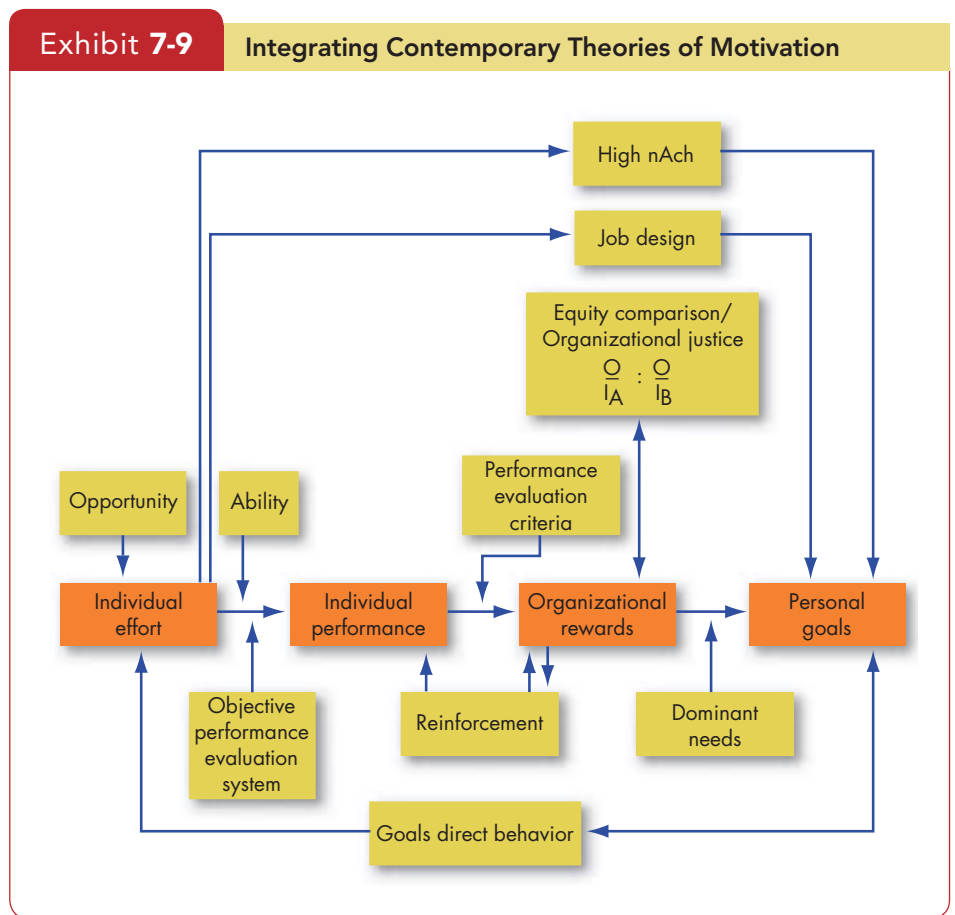 Exhibit 7-9
Integrating Contemporary Theories of Motivation
High nAch
Job design
Equity comparison/
Organizational justice
O : O
IA IB
Performance
evaluation
criteria
Opportunity
Ability
Individual
effort
Individual
performance
Organizational
rewards
Personal
goals
Objective
performance
evaluation
system
Reinforcement
Dominant
needs
Goals direct behavior